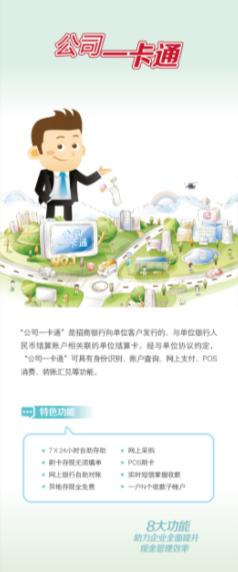 公司一卡通
公司
一卡通
“公司一卡通”是招商银行向单位客户发行的、与单位银行人
民币结算账户相关联的单位结算卡。经与单位协议约定，
“公司一卡通”可具有身份识别、账户查询、网上支付、POS
消费、转账汇兑等功能。
特色功能
7X24小时自助存款
网上采购
刷卡存现无须填单
POS刷卡
网上银行自助对账
实时短信掌握收款
异地存现全免费
一户N个收款子账户
8大功能
助力企业全面提升
现金管理效率